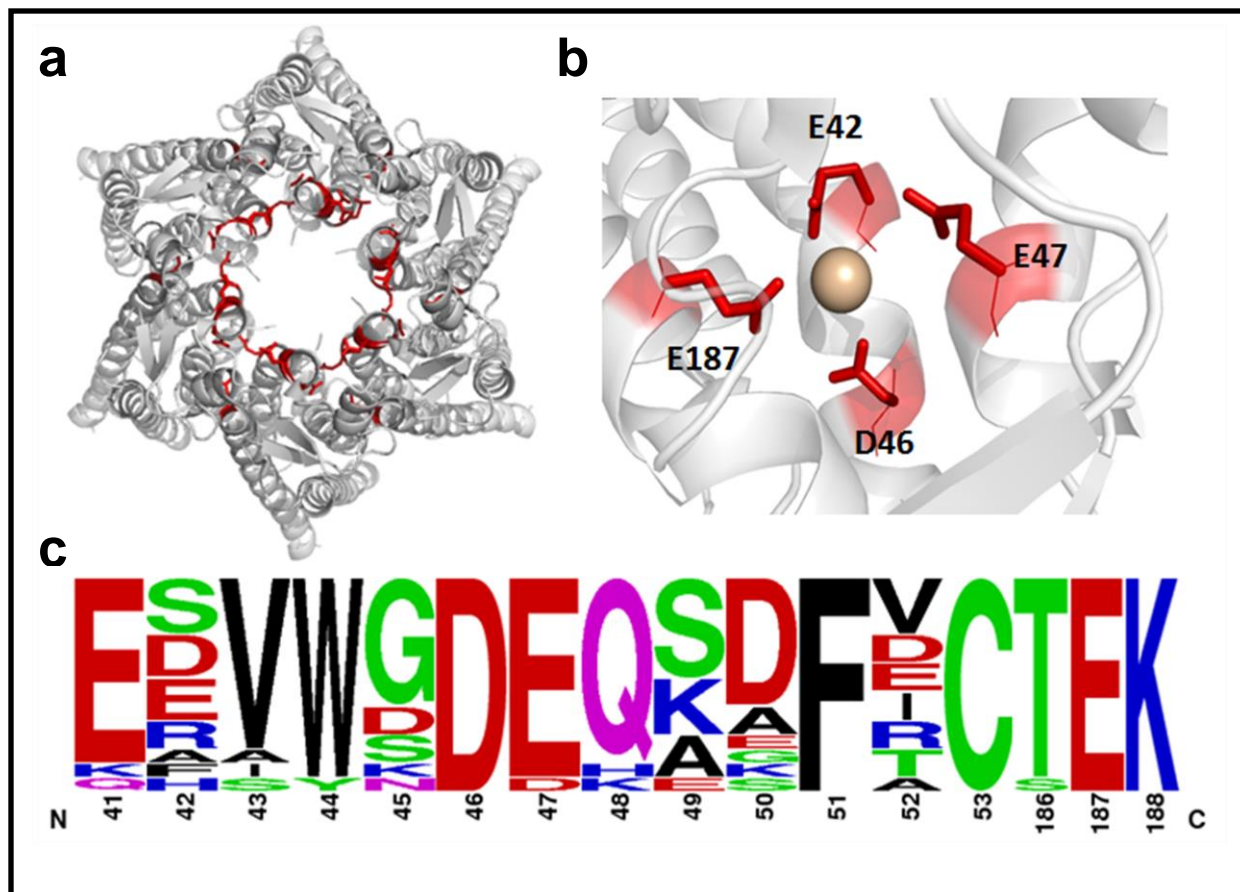 a
b
E42
E47
E187
D46
c
E S V W G D E Q S D F V C T E K
K D A Y D D H K A D S
Q E I S K A E E
R S K E G I
A N K R
F S T
H A
N 41 42 43 44 45 46 47 48 49 50 51 52 53 186 187 188 C